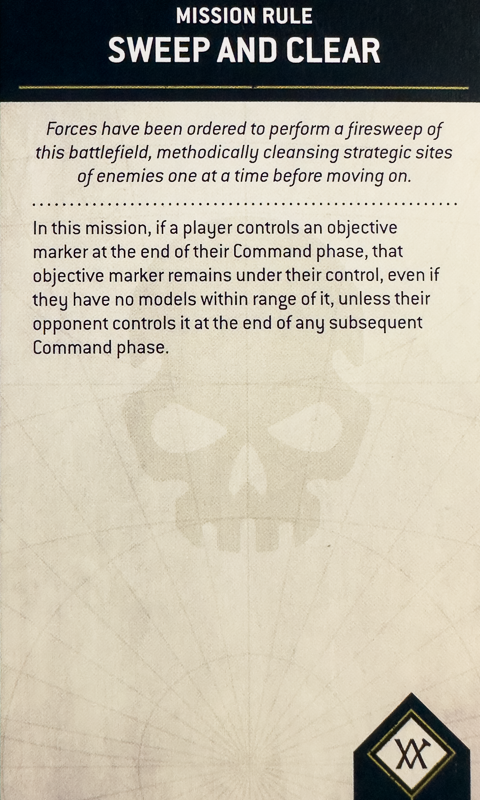 MISSION RULE
SWEEP AND CLEAR
Forces have been ordered to perform a firesweep of
this battlefield, methodically cleansing strategic sites
of enemies one at a time before moving on.
In this mission, if a player controls an objective
marker at the end of their Command phase, that
objective marker remains under their control, even if
they have no models within range of it, unless their
opponent controls it at the end of any subsequent
Command phase.